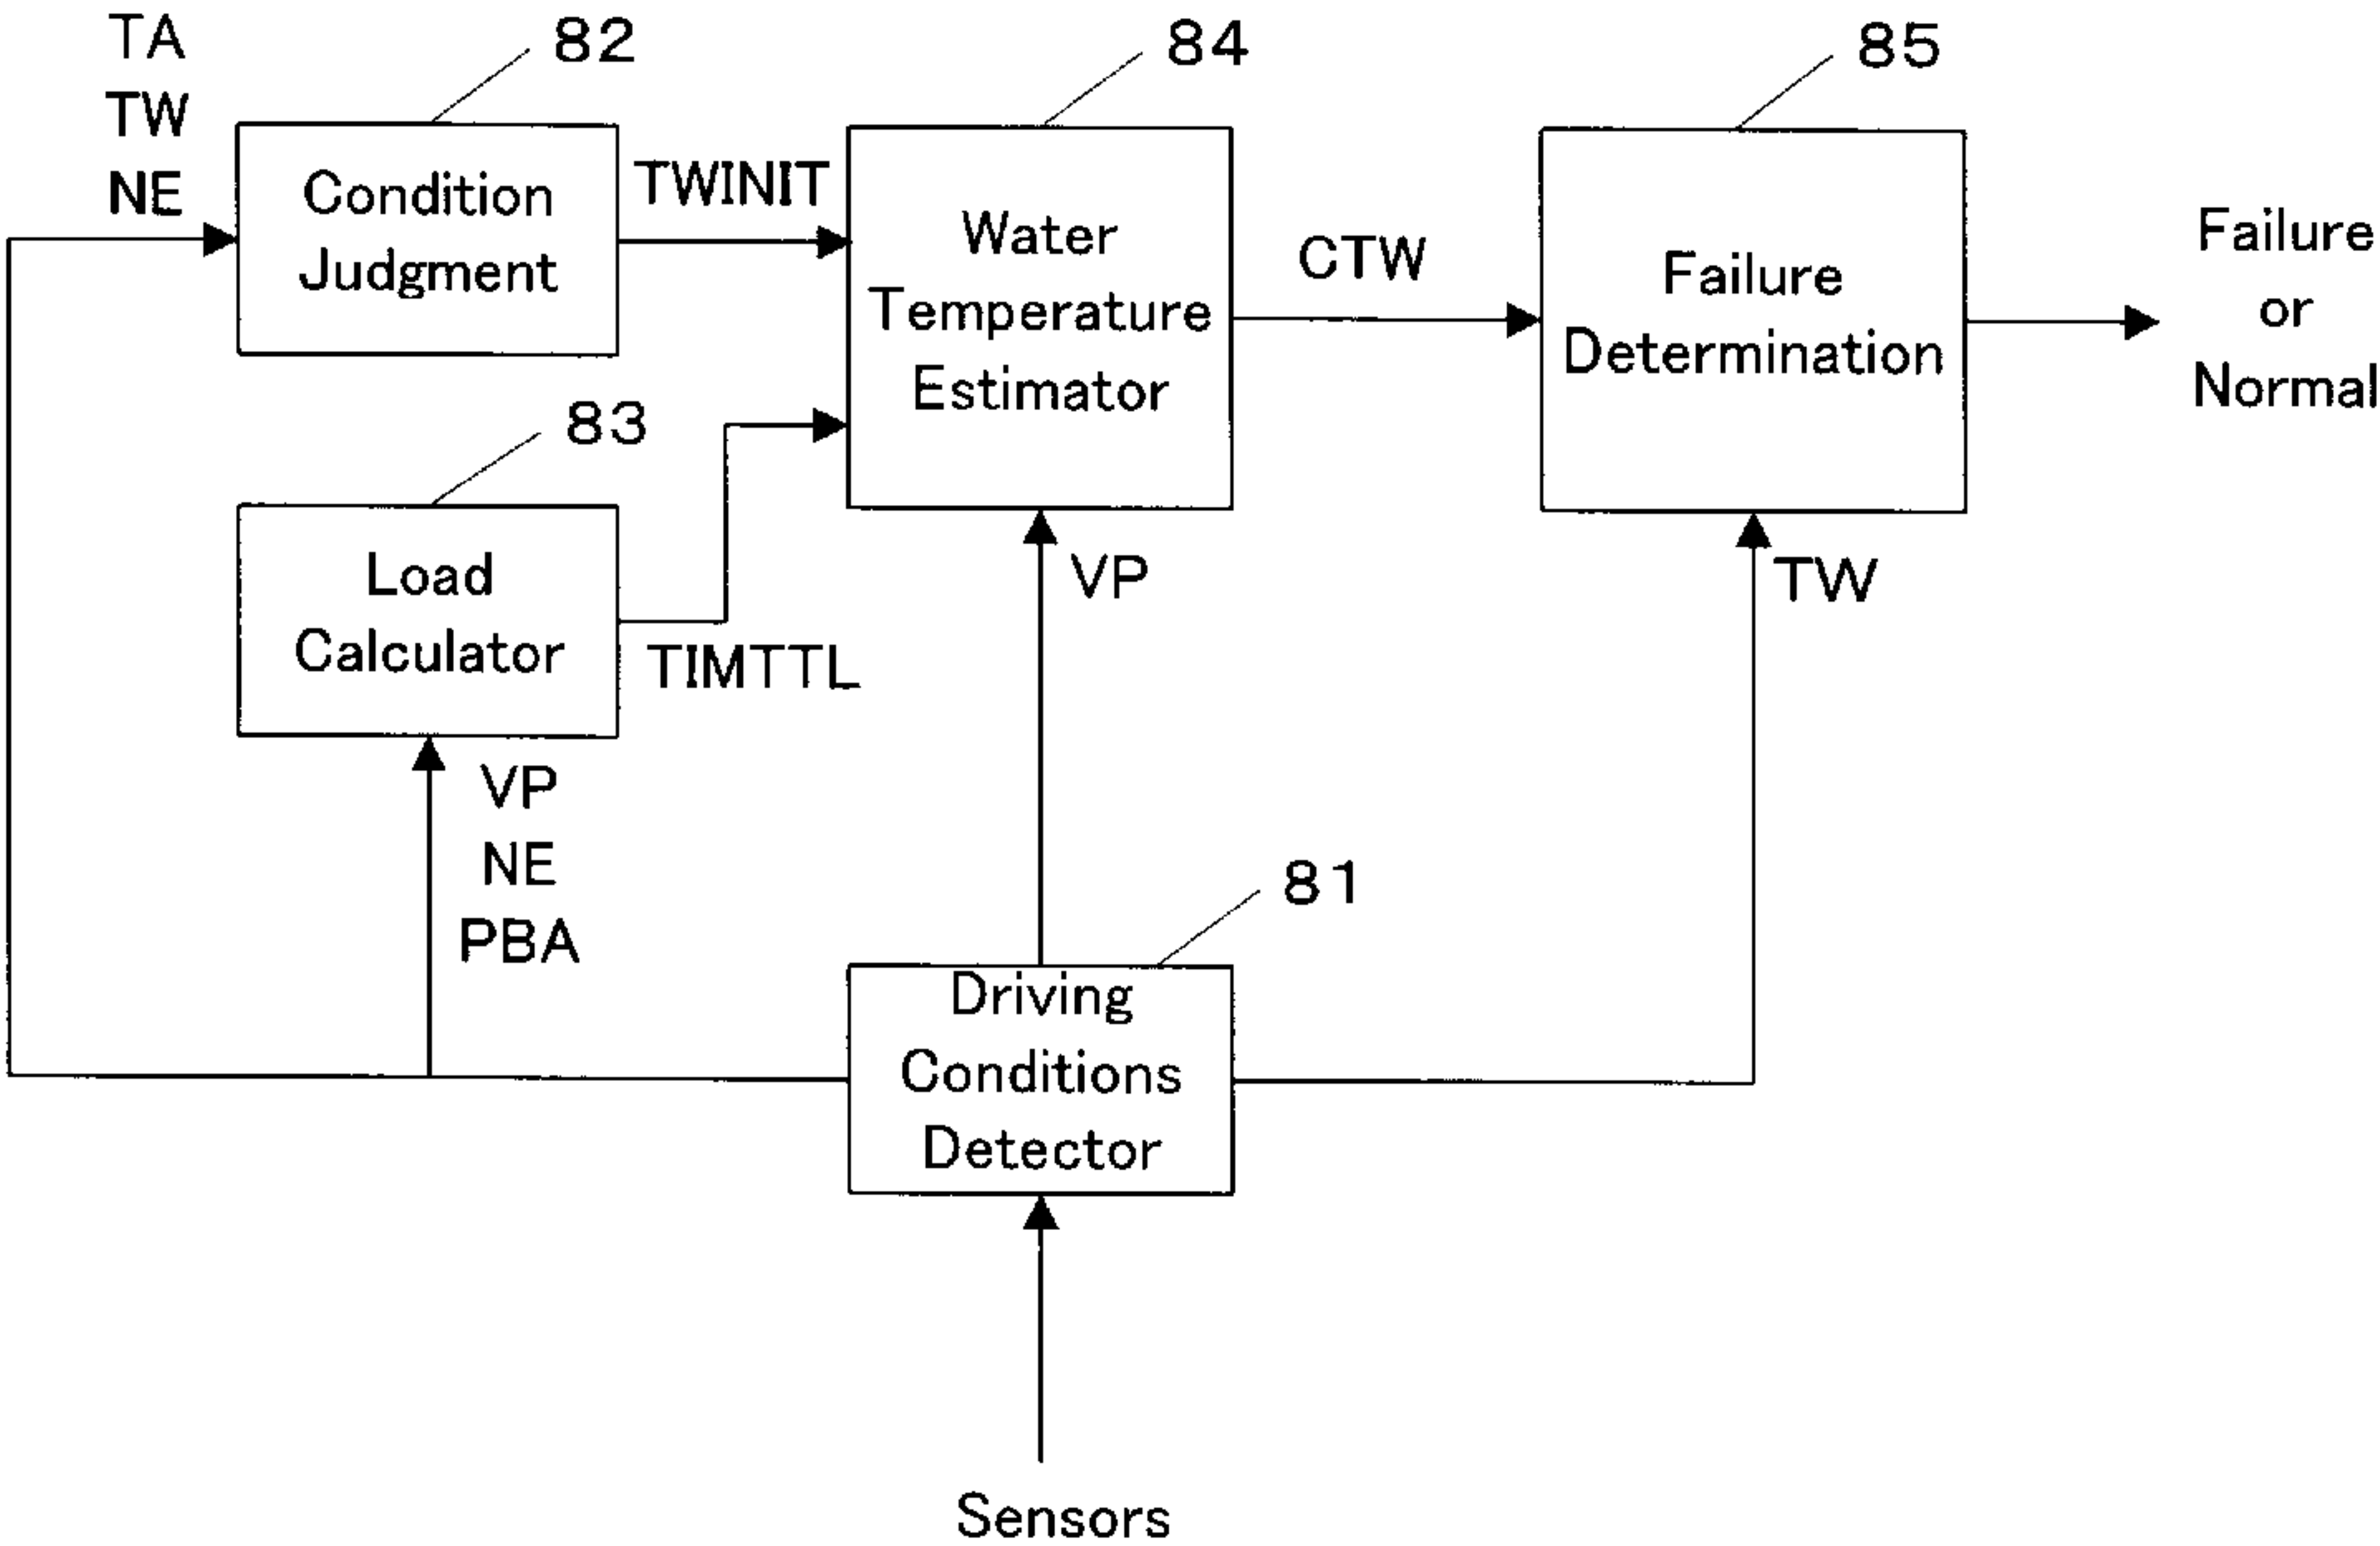 TA
TW
NE
82
Condition
Judgment
TWINIT
84
Water
Temperature
Estimator
CTW
85
Failure
Determination
Failure
or
Normal
83
Load
Calculator
TIMTTL
VP
NE
PBA
VP
TW
81
Driving
Conditions
Detector
Sensors